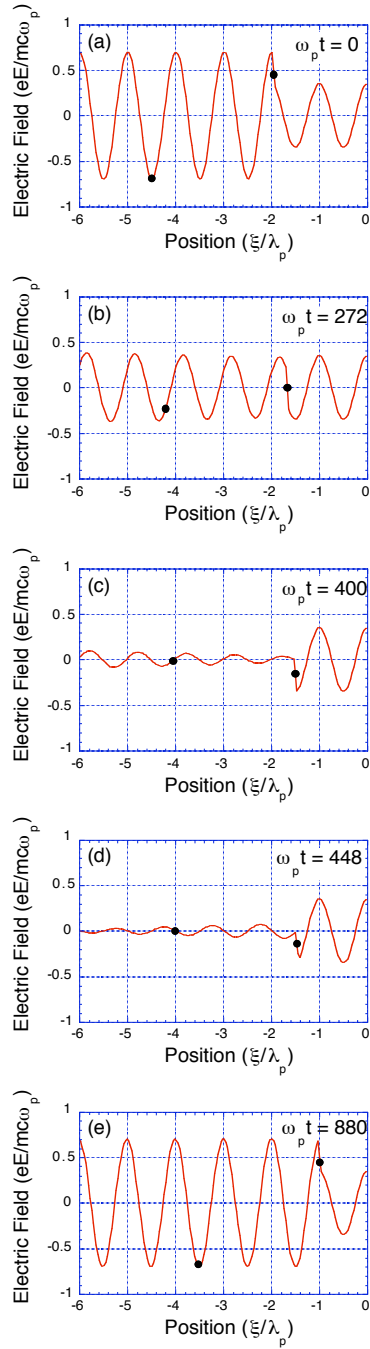 (a)
ω_p t = 0
Electric Field (eE/mcω_p)
1
0.5
0
-0.5
-1
-6 -5 -4 -3 -2 -1 0
Position (ξ/λ_p)
(b)
ω_p t = 272
Electric Field (eE/mcω_p)
1
0.5
0
-0.5
-1
-6 -5 -4 -3 -2 -1 0
Position (ξ/λ_p)
(c)
ω_p t = 400
Electric Field (eE/mcω_p)
1
0.5
0
-0.5
-1
-6 -5 -4 -3 -2 -1 0
Position (ξ/λ_p)
(d)
ω_p t = 448
Electric Field (eE/mcω_p)
1
0.5
0
-0.5
-1
-6 -5 -4 -3 -2 -1 0
Position (ξ/λ_p)
(e)
ω_p t = 880
Electric Field (eE/mcω_p)
1
0.5
0
-0.5
-1
-6 -5 -4 -3 -2 -1 0
Position (ξ/λ_p)